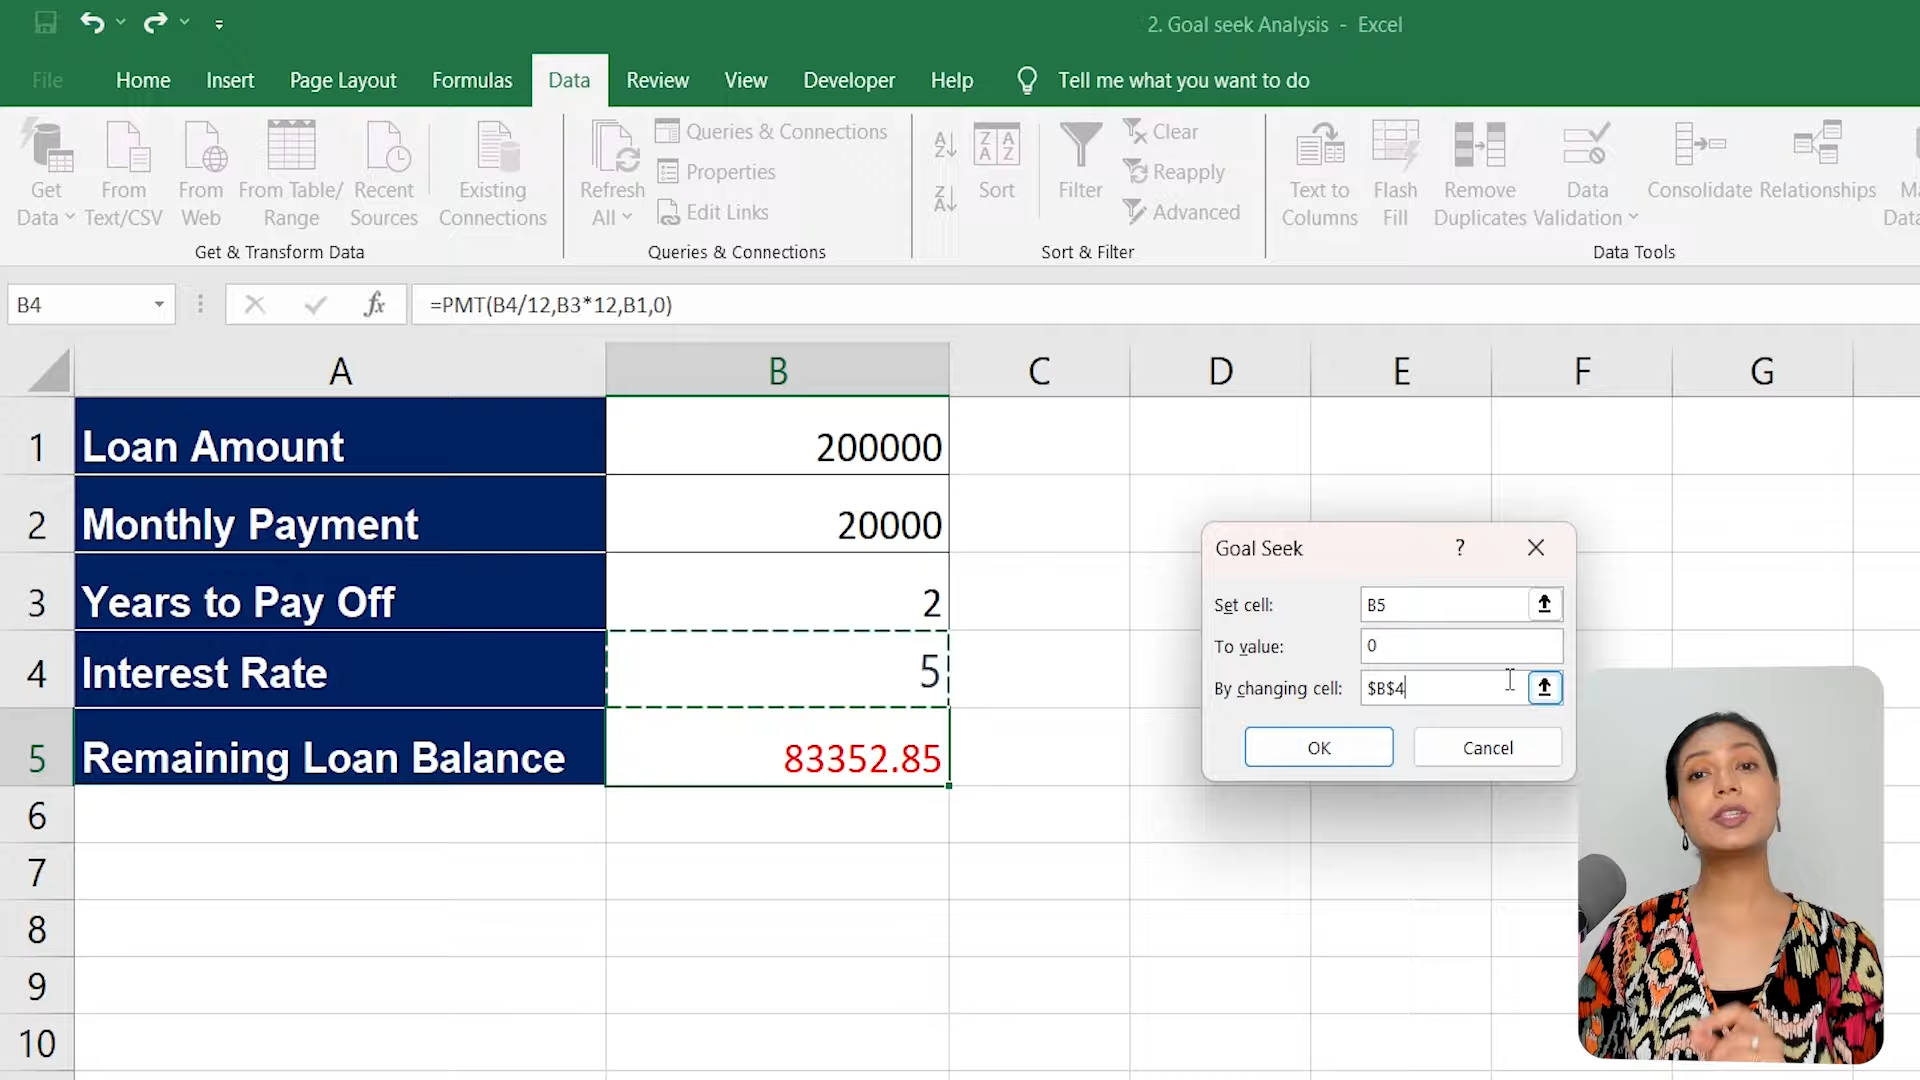 2. Goal seek Analysis - Excel
File Home Insert Page Layout Formulas Data Review View Developer Help Tell me what you want to do
Get Data
From Text/CSV
From Web
From Table/ Range
Recent Sources
Existing Connections
Get & Transform Data
Refresh All
Queries & Connections
Properties
Edit Links
Queries & Connections
Sort
Filter
Clear
Reapply
Advanced
Sort & Filter
Text to Columns
Flash Fill
Remove Duplicates
Data Validation
Consolidate
Relationships
Data Tools
B4 fx =PMT(B4/12,B3*12,B1,0)
A B C D E F G
1 Loan Amount 200000
2 Monthly Payment 20000
3 Years to Pay Off 2
4 Interest Rate 5
5 Remaining Loan Balance 83352.85
6
7
8
9
10
Goal Seek ?
Set cell: B5
To value: 0
By changing cell: $B$4
OK Cancel